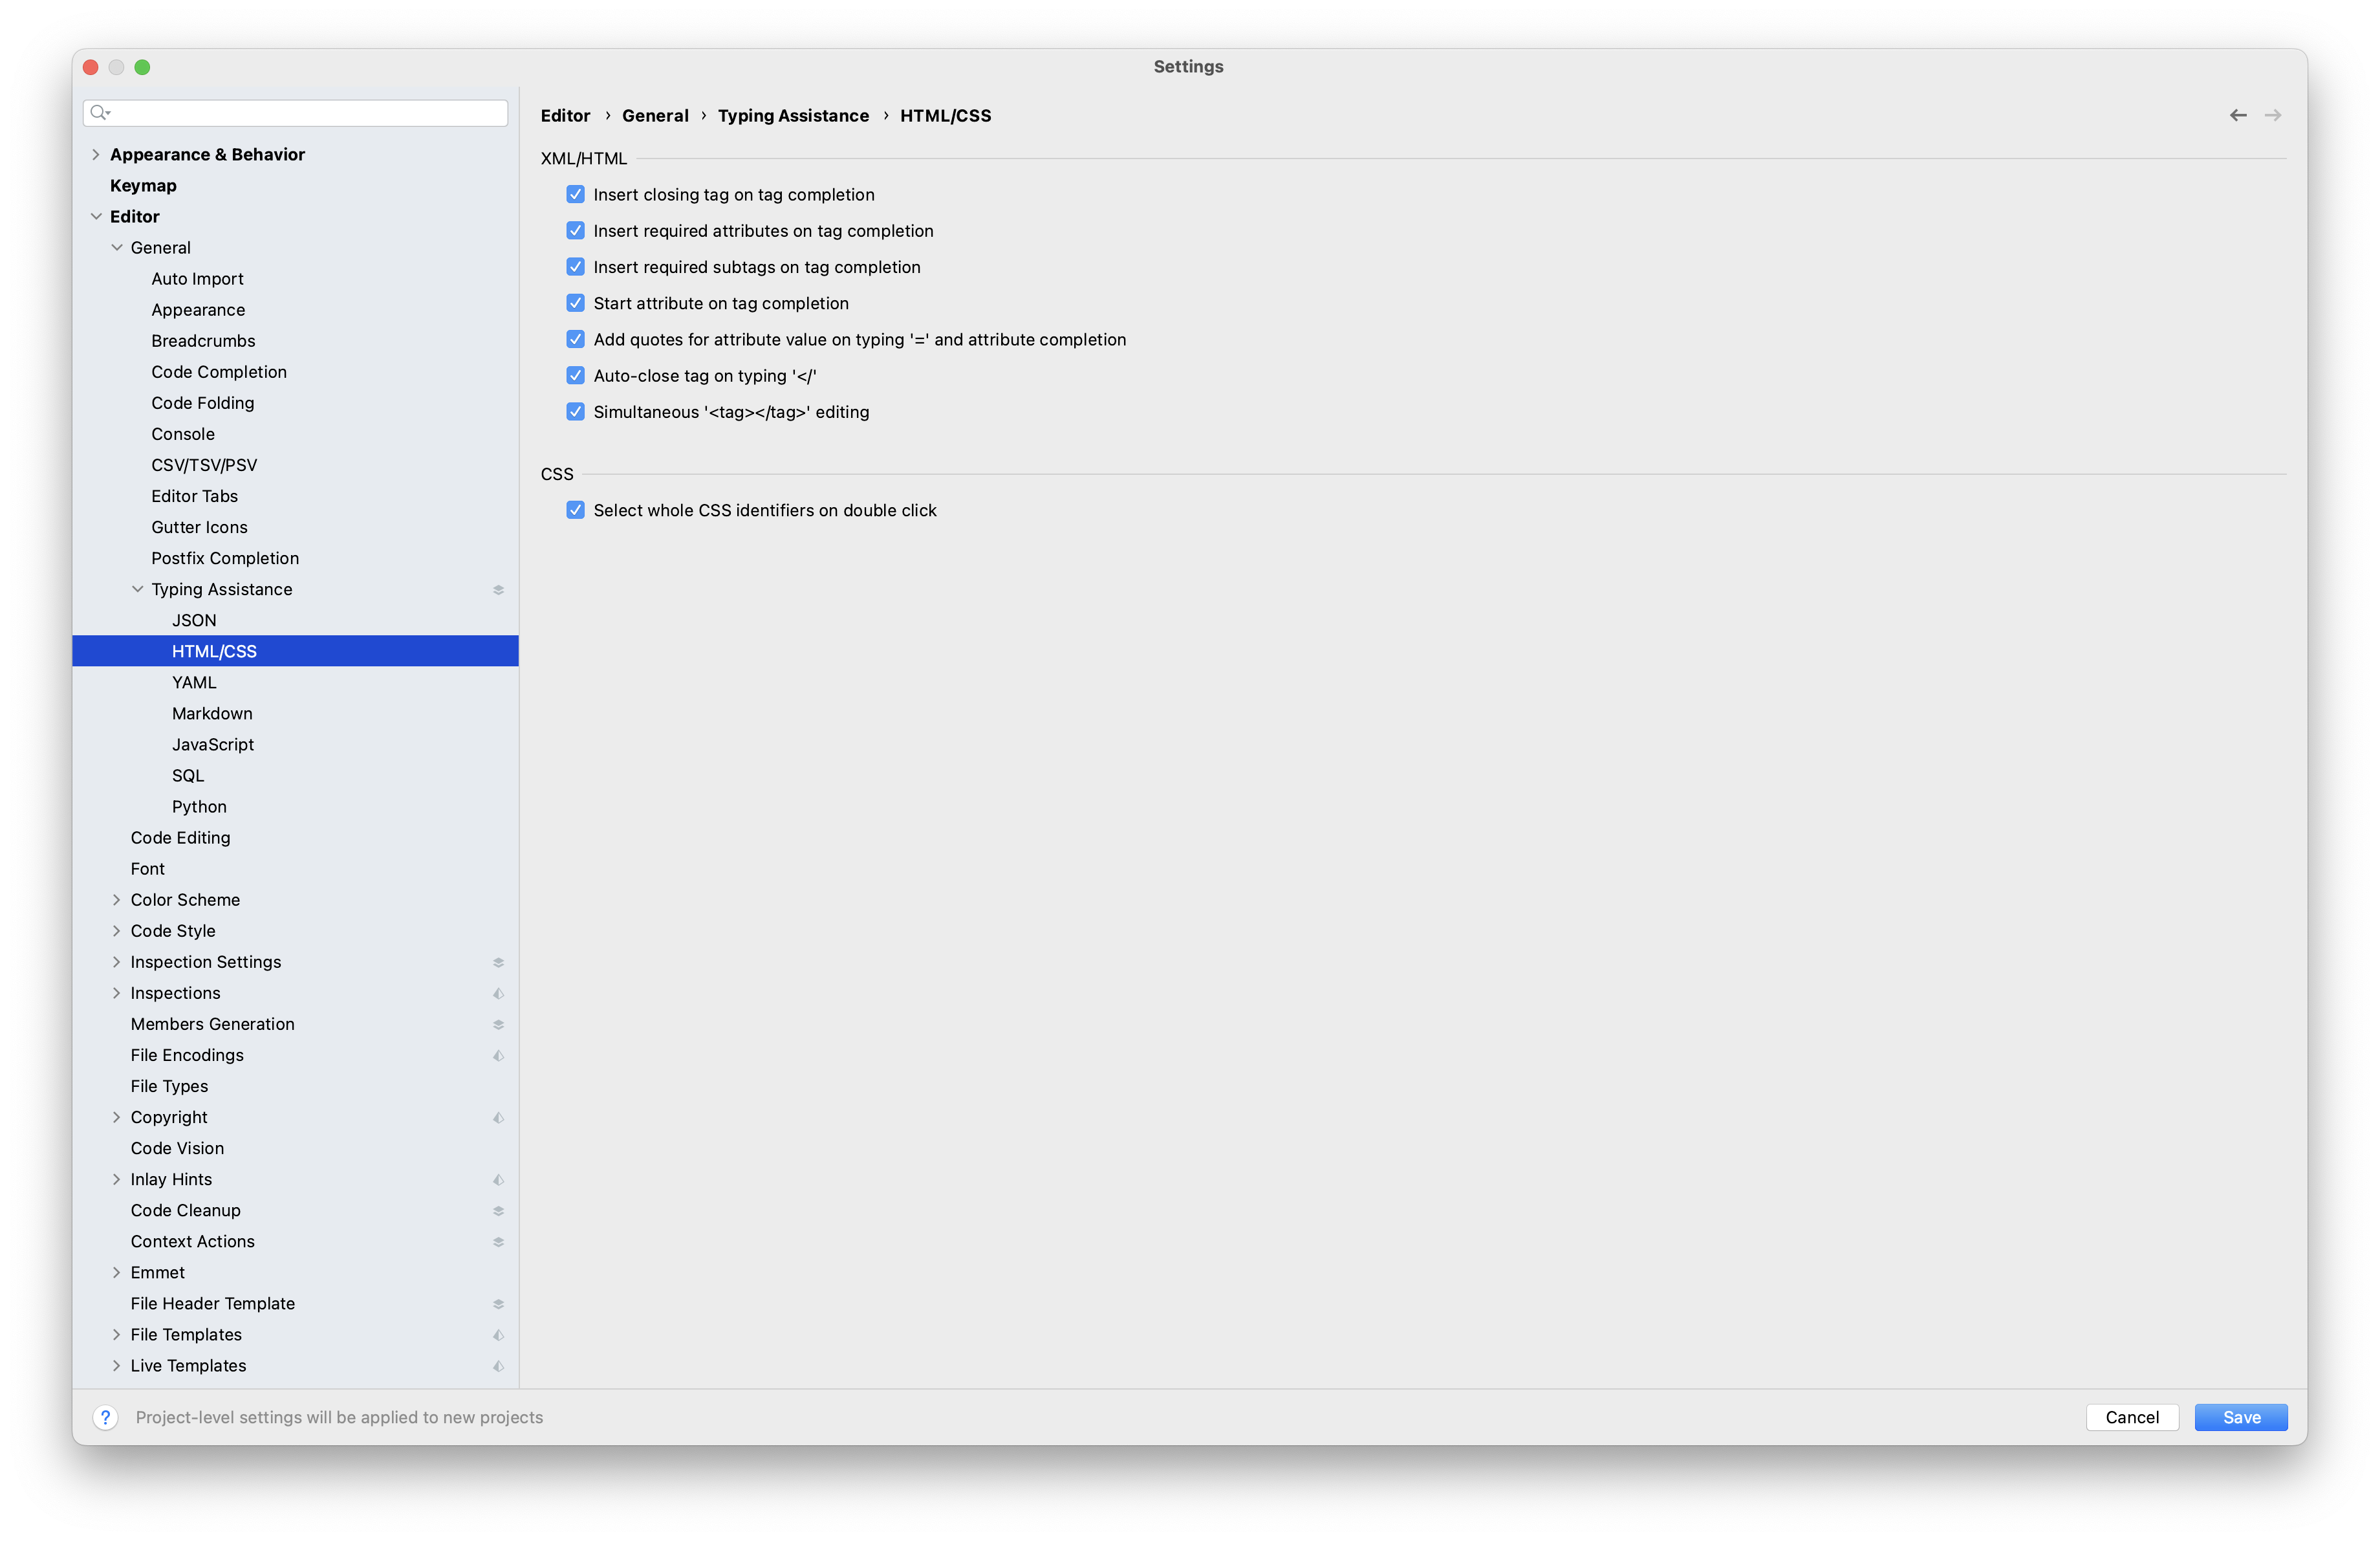 Settings
Appearance & Behavior
Keymap
Editor
General
Auto Import
Appearance
Breadcrumbs
Code Completion
Code Folding
Console
CSV/TSV/PSV
Editor Tabs
Gutter Icons
Postfix Completion
Typing Assistance
JSON
HTML/CSS
YAML
Markdown
JavaScript
SQL
Python
Code Editing
Font
Color Scheme
Code Style
Inspection Settings
Inspections
Members Generation
File Encodings
File Types
Copyright
Code Vision
Inlay Hints
Code Cleanup
Context Actions
Emmet
File Header Template
File Templates
Live Templates
Editor › General › Typing Assistance › HTML/CSS
XML/HTML
Insert closing tag on tag completion
Insert required attributes on tag completion
Insert required subtags on tag completion
Start attribute on tag completion
Add quotes for attribute value on typing '=' and attribute completion
Auto-close tag on typing '</'
Simultaneous '<tag></tag>' editing
CSS
Select whole CSS identifiers on double click
? Project-level settings will be applied to new projects
Cancel Save